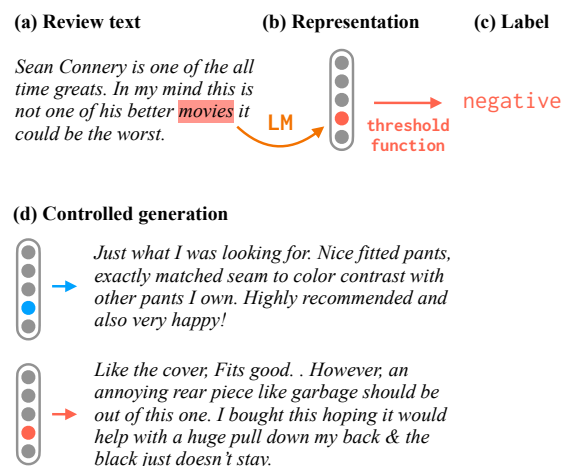 (a) Review text
(b) Representation
(c) Label
Sean Connery is one of the all
time greats. In my mind this is
not one of his better movies it
could be the worst.
LM
threshold
function
negative
(d) Controlled generation
Just what I was looking for. Nice fitted pants,
exactly matched seam to color contrast with
other pants I own. Highly recommended and
also very happy!
Like the cover, Fits good. . However, an
annoying rear piece like garbage should be
out of this one. I bought this hoping it would
help with a huge pull down my back & the
black just doesn't stay.